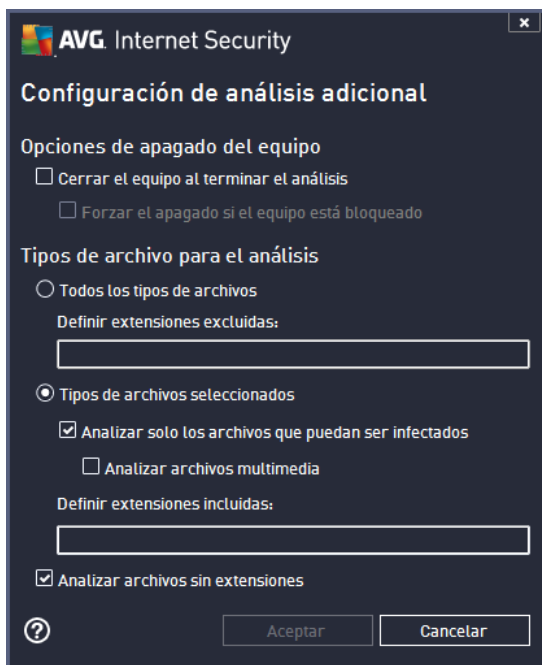 AVG. Internet Security
Configuración de análisis adicional
Opciones de apagado del equipo
Cerrar el equipo al terminar el análisis
Forzar el apagado si el equipo está bloqueado
Tipos de archivo para el análisis
Todos los tipos de archivos
Definir extensiones excluidas:
Tipos de archivos seleccionados
Analizar solo los archivos que puedan ser infectados
Analizar archivos multimedia
Definir extensiones incluidas:
Analizar archivos sin extensiones
Aceptar Cancelar